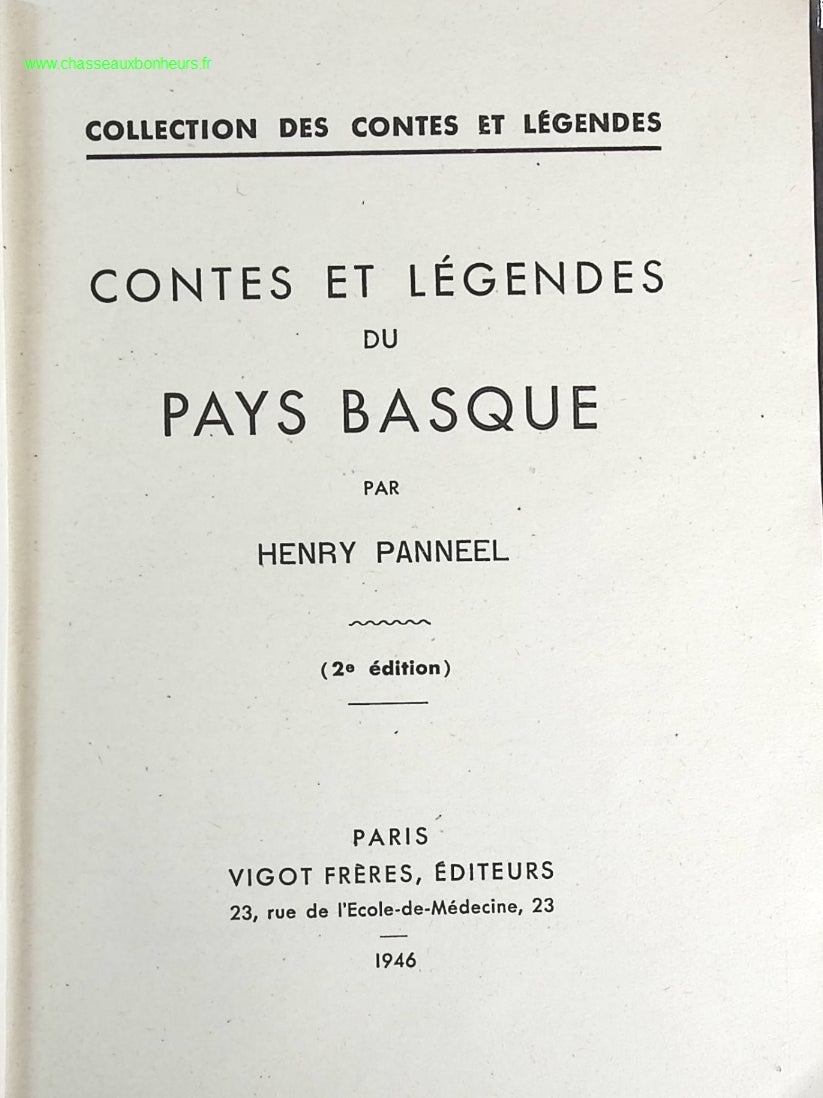 www.chasseauxbonheurs.fr
COLLECTION DES CONTES ET LÉGENDES
CONTES ET LÉGENDES
DU
PAYS BASQUE
PAR
HENRY PANNEEL
(2e édition)
PARIS
VIGOT FRÈRES, ÉDITEURS
23, rue de l'Ecole-de-Médecine, 23
1946